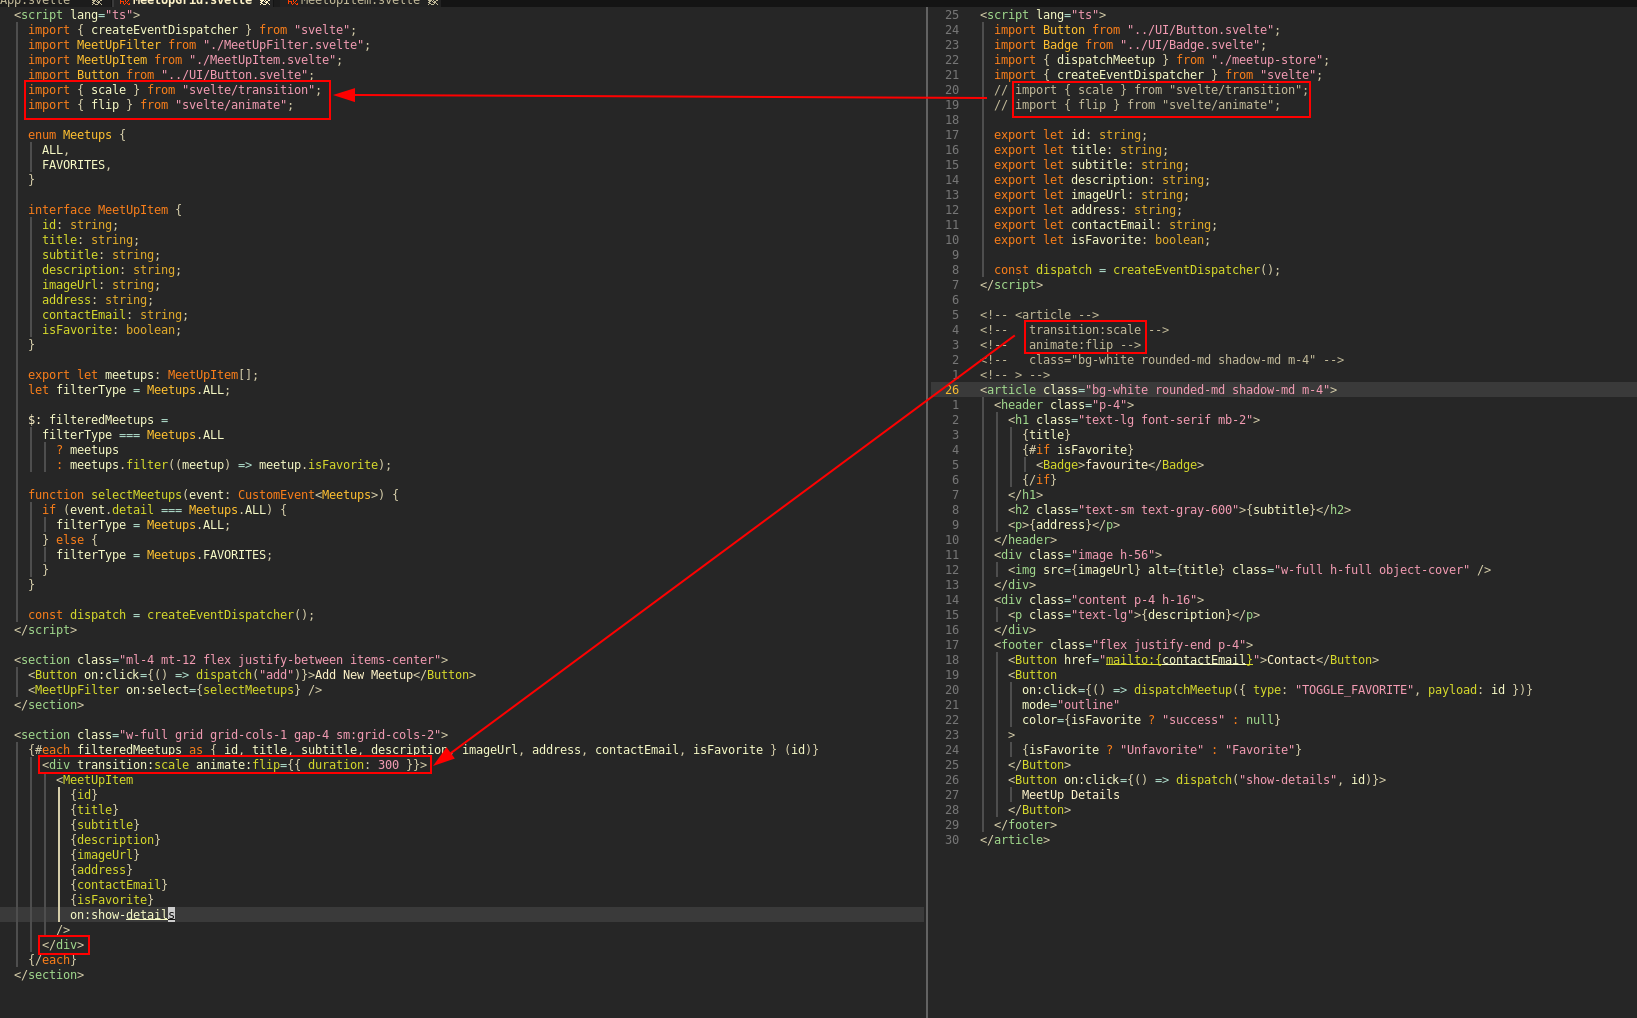 App.svelte MeetUpGrid.svelte MeetUpItem.svelte
<script lang="ts">
import { createEventDispatcher } from "svelte";
import MeetUpFilter from "./MeetUpFilter.svelte";
import MeetUpItem from "./MeetUpItem.svelte";
import Button from "../UI/Button.svelte";
import { scale } from "svelte/transition";
import { flip } from "svelte/animate";
enum Meetups {
ALL,
FAVORITES,
}
interface MeetUpItem {
id: string;
title: string;
subtitle: string;
description: string;
imageUrl: string;
address: string;
contactEmail: string;
isFavorite: boolean;
}
export let meetups: MeetUpItem[];
let filterType = Meetups.ALL;
$: filteredMeetups =
filterType === Meetups.ALL
? meetups
: meetups.filter((meetup) => meetup.isFavorite);
function selectMeetups(event: CustomEvent<Meetups>) {
if (event.detail === Meetups.ALL) {
filterType = Meetups.ALL;
} else {
filterType = Meetups.FAVORITES;
}
}
const dispatch = createEventDispatcher();
</script>
<section class="ml-4 mt-12 flex justify-between items-center">
<Button on:click={() => dispatch("add")}>Add New Meetup</Button>
<MeetUpFilter on:select={selectMeetups} />
</section>
<section class="w-full grid grid-cols-1 gap-4 sm:grid-cols-2">
{#each filteredMeetups as { id, title, subtitle, description, imageUrl, address, contactEmail, isFavorite } (id)}
<div transition:scale animate:flip={{ duration: 300 }}>
<MeetUpItem
{id}
{title}
{subtitle}
{description}
{imageUrl}
{address}
{contactEmail}
{isFavorite}
on:show-details
/>
</div>
{/each}
</section>
25 <script lang="ts">
24 import Button from "../UI/Button.svelte";
23 import Badge from "../UI/Badge.svelte";
22 import { dispatchMeetup } from "./meetup-store";
21 import { createEventDispatcher } from "svelte";
20 // import { scale } from "svelte/transition";
19 // import { flip } from "svelte/animate";
18
17 export let id: string;
16 export let title: string;
15 export let subtitle: string;
14 export let description: string;
13 export let imageUrl: string;
12 export let address: string;
11 export let contactEmail: string;
10 export let isFavorite: boolean;
9
8 const dispatch = createEventDispatcher();
7 </script>
6
5 <!-- <article -->
4 <!-- transition:scale -->
3 <!-- animate:flip -->
2 <!-- class="bg-white rounded-md shadow-md m-4" -->
1 <!-- > -->
26 <article class="bg-white rounded-md shadow-md m-4">
1 <header class="p-4">
2 <h1 class="text-lg font-serif mb-2">
3 {title}
4 {#if isFavorite}
5 <Badge>favourite</Badge>
6 {/if}
7 </h1>
8 <h2 class="text-sm text-gray-600">{subtitle}</h2>
9 <p>{address}</p>
10 </header>
11 <div class="image h-56">
12 <img src={imageUrl} alt={title} class="w-full h-full object-cover" />
13 </div>
14 <div class="content p-4 h-16">
15 <p class="text-lg">{description}</p>
16 </div>
17 <footer class="flex justify-end p-4">
18 <Button href="mailto:{contactEmail}">Contact</Button>
19 <Button
20 on:click={() => dispatchMeetup({ type: "TOGGLE_FAVORITE", payload: id })}
21 mode="outline"
22 color={isFavorite ? "success" : null}
23 >
24 {isFavorite ? "Unfavorite" : "Favorite"}
25 </Button>
26 <Button on:click={() => dispatch("show-details", id)}>
27 MeetUp Details
28 </Button>
29 </footer>
30 </article>